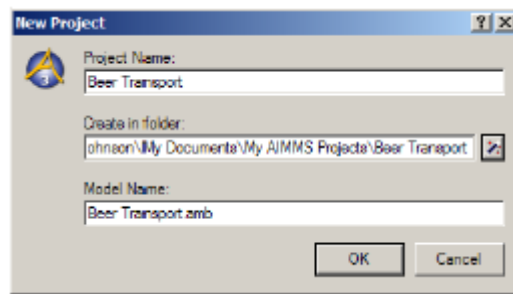 New Project
Project Name:
Beer Transport
Create in folder:
ohnson\My Documents\My AIMMS Projects\Beer Transport
Model Name:
Beer Transport.amb
OK Cancel